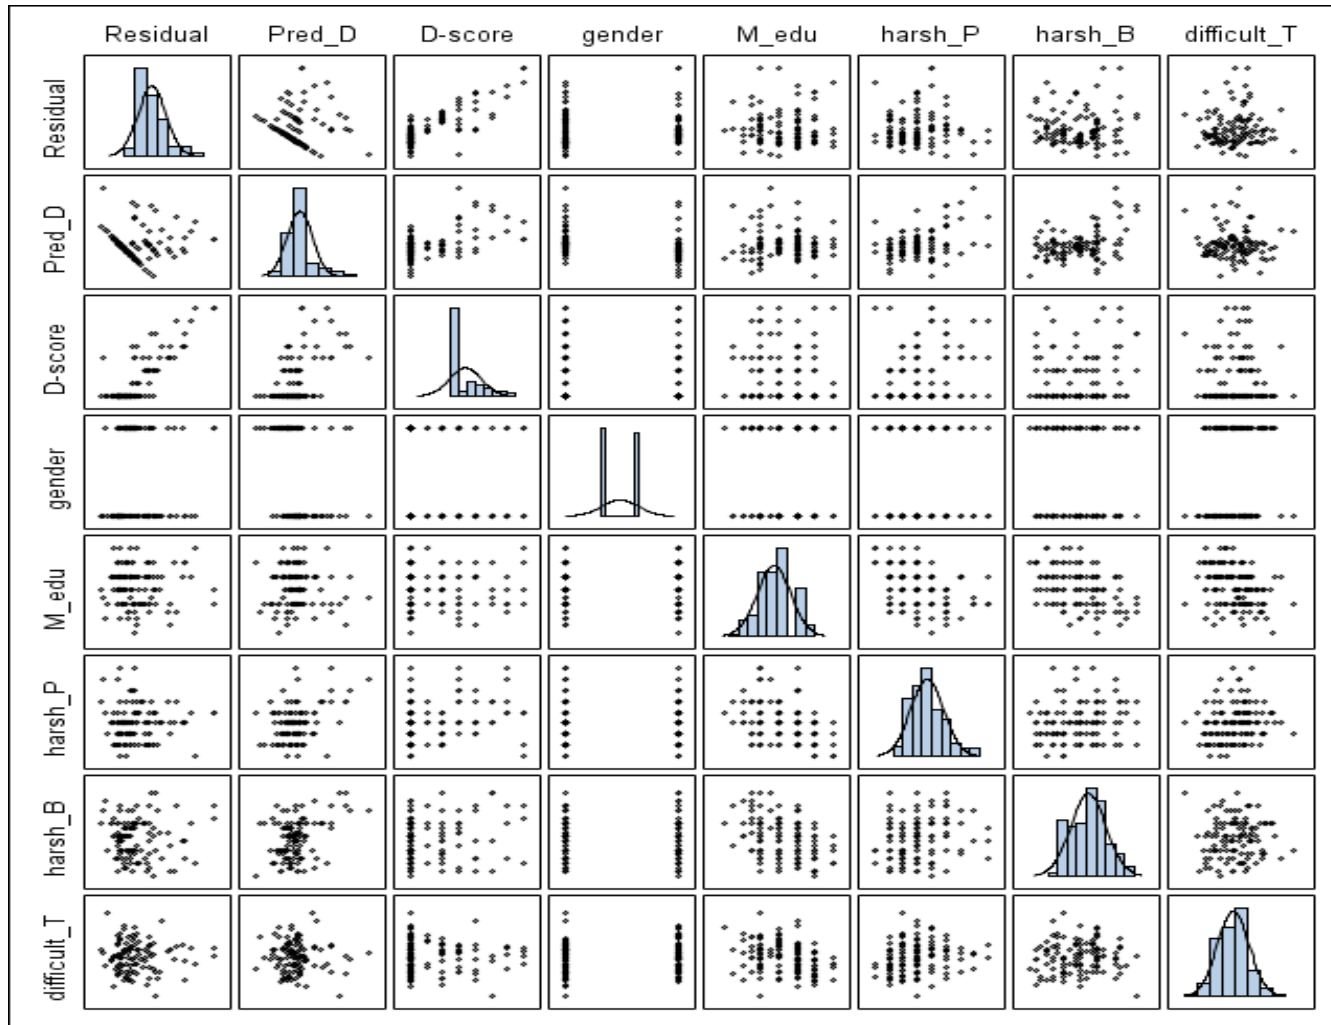 Residual Pred_D D-score gender M_edu harsh_P harsh_B difficult_T
Residual
Pred_D
D-score
gender
M_edu
harsh_P
harsh_B
difficult_T